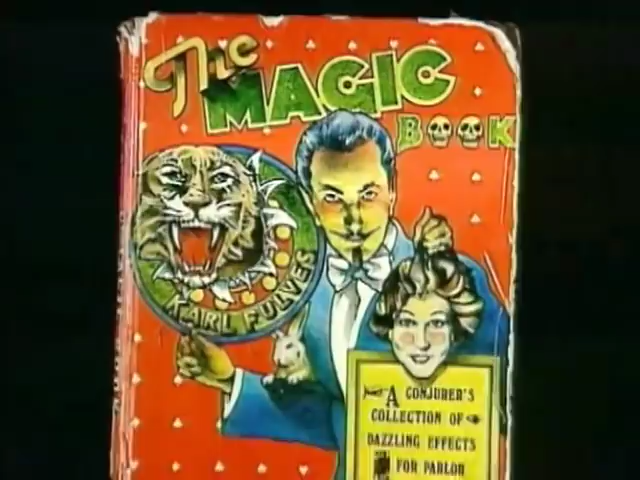 The
MAGIC
BOOK
KARL FULVES
A CONJURER'S
COLLECTION OF
DAZZLING EFFECTS
FOR PARLOR